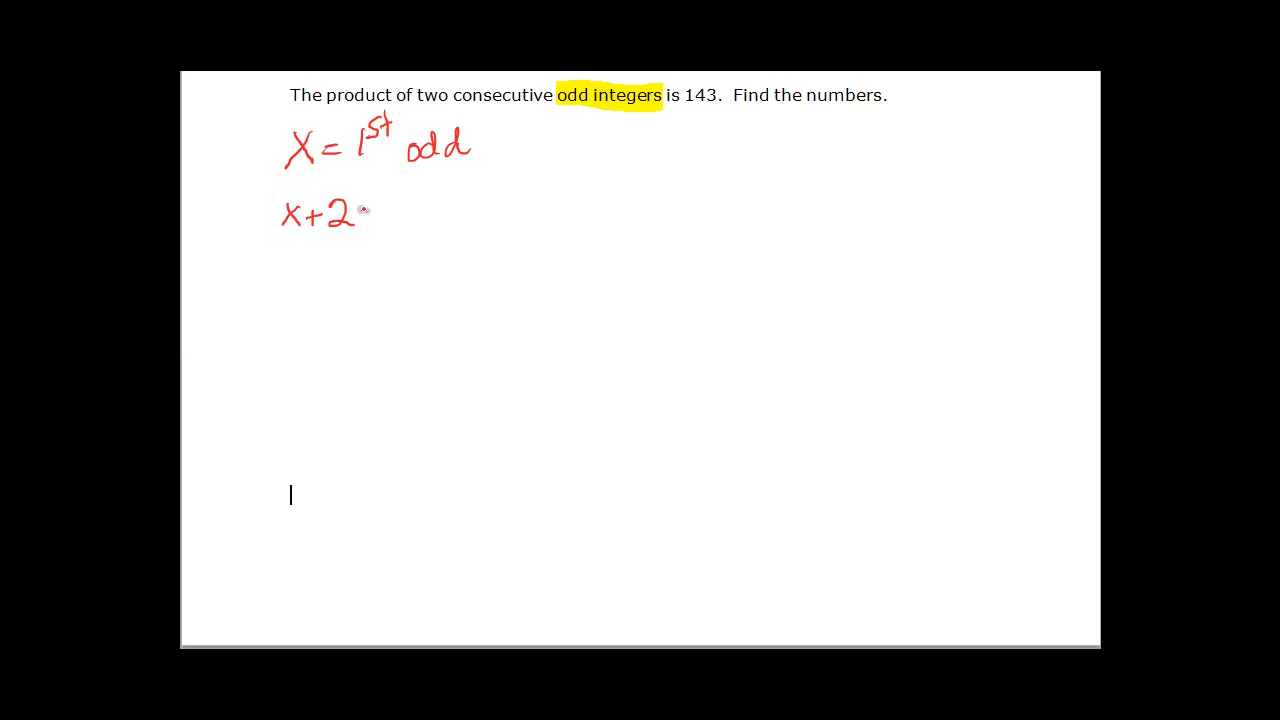 The product of two consecutive odd integers is 143. Find the numbers.
X = 1st odd
x+2